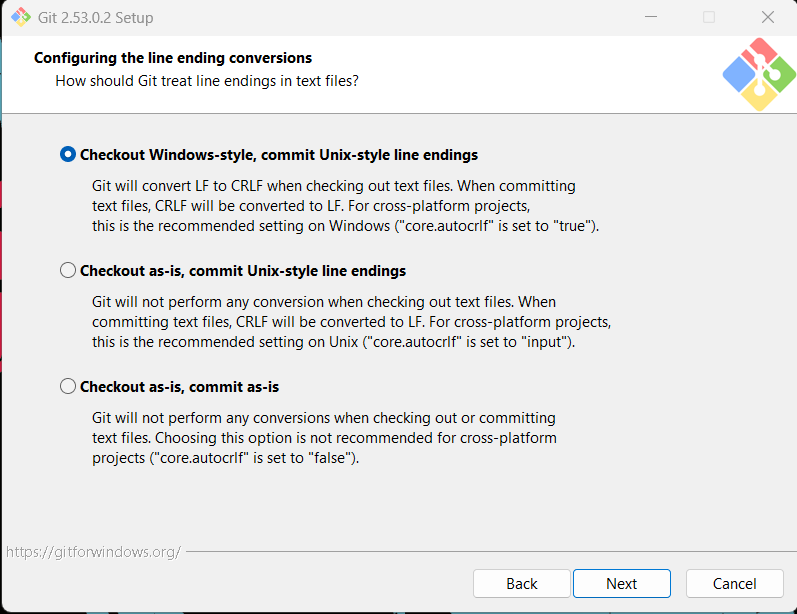 Git 2.53.0.2 Setup
Configuring the line ending conversions
How should Git treat line endings in text files?
Checkout Windows-style, commit Unix-style line endings
Git will convert LF to CRLF when checking out text files. When committing
text files, CRLF will be converted to LF. For cross-platform projects,
this is the recommended setting on Windows ("core.autocrlf" is set to "true").
Checkout as-is, commit Unix-style line endings
Git will not perform any conversion when checking out text files. When
committing text files, CRLF will be converted to LF. For cross-platform projects,
this is the recommended setting on Unix ("core.autocrlf" is set to "input").
Checkout as-is, commit as-is
Git will not perform any conversions when checking out or committing
text files. Choosing this option is not recommended for cross-platform
projects ("core.autocrlf" is set to "false").
https://gitforwindows.org/
Back Next Cancel